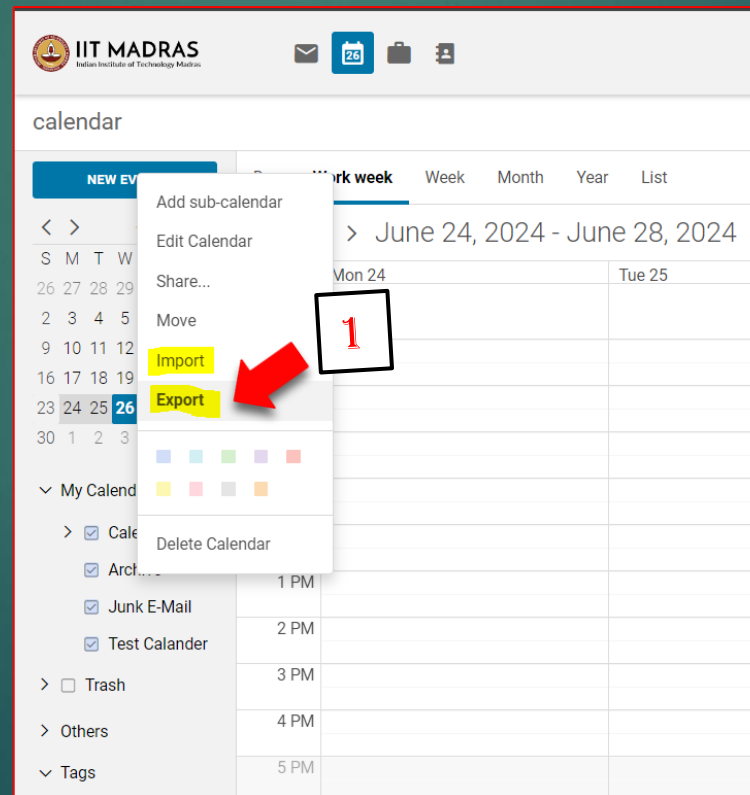 IIT MADRAS
Indian Institute of Technology Madras
26
calendar
NEW EV
Work week Week Month Year List
June 24, 2024 - June 28, 2024
Mon 24 Tue 25
S M T W
26 27 28 29
2 3 4 5
9 10 11 12
16 17 18 19
23 24 25 26
30 1 2 3
Add sub-calendar
Edit Calendar
Share...
Move
Import
Export
Delete Calendar
1
My Calend
Cale
Arch
Junk E-Mail
Test Calander
Trash
Others
Tags
1 PM
2 PM
3 PM
4 PM
5 PM